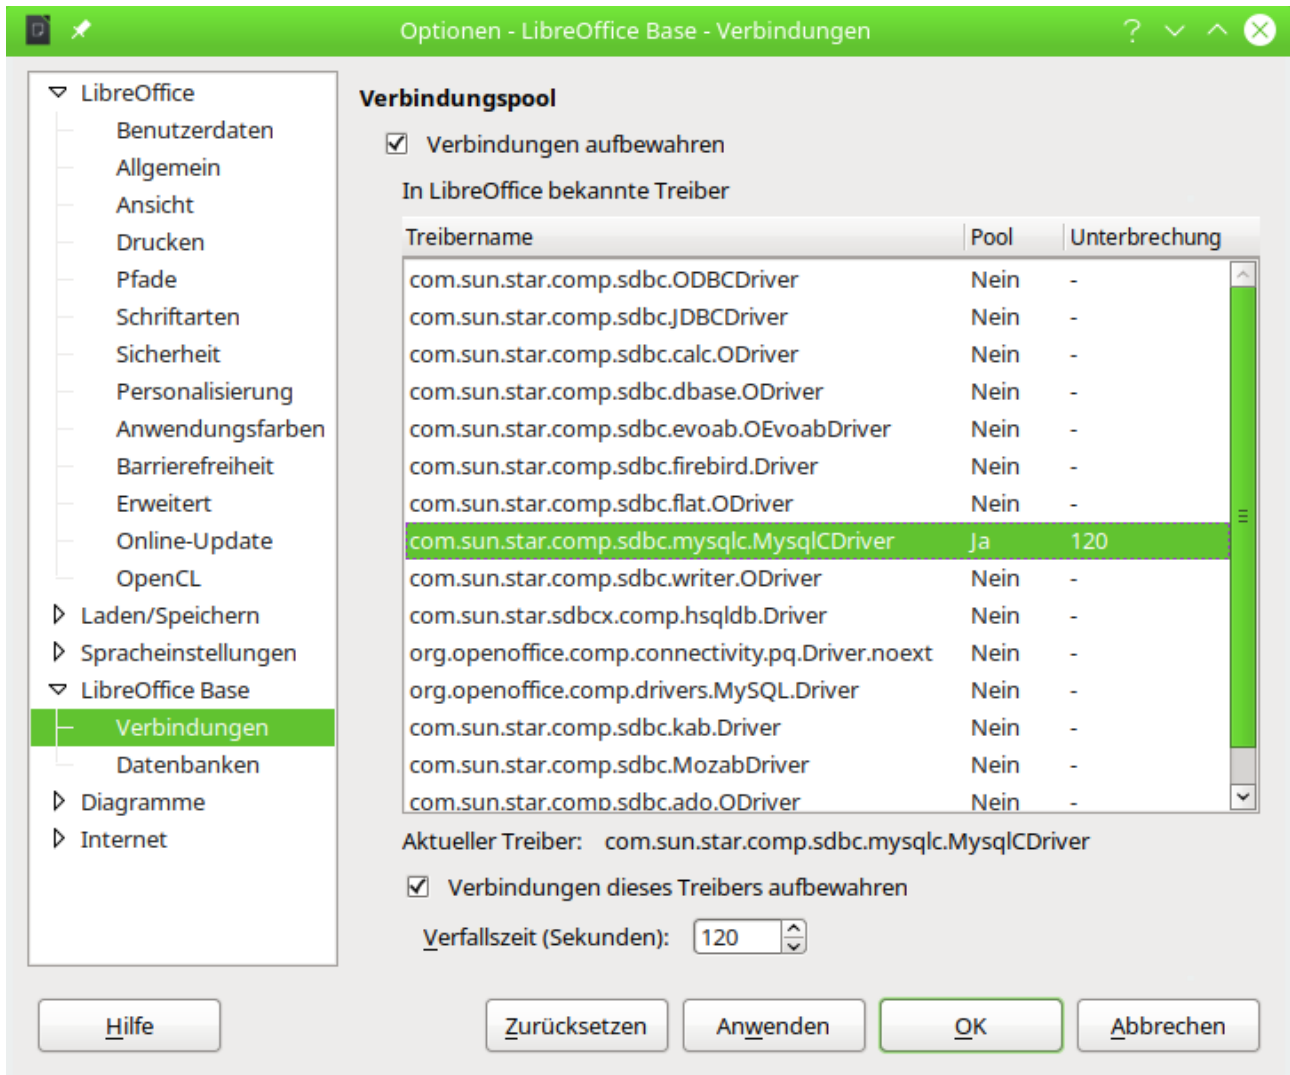 Optionen - LibreOffice Base - Verbindungen
LibreOffice
Benutzerdaten
Allgemein
Ansicht
Drucken
Pfade
Schriftarten
Sicherheit
Personalisierung
Anwendungsfarben
Barrierefreiheit
Erweitert
Online-Update
OpenCL
Laden/Speichern
Spracheinstellungen
LibreOffice Base
Verbindungen
Datenbanken
Diagramme
Internet
Verbindungspool
Verbindungen aufbewahren
In LibreOffice bekannte Treiber
Treibername Pool Unterbrechung
com.sun.star.comp.sdbc.ODBCDriver Nein -
com.sun.star.comp.sdbc.JDBCDriver Nein -
com.sun.star.comp.sdbc.calc.ODriver Nein -
com.sun.star.comp.sdbc.dbase.ODriver Nein -
com.sun.star.comp.sdbc.evoab.OEvoabDriver Nein -
com.sun.star.comp.sdbc.firebird.Driver Nein -
com.sun.star.comp.sdbc.flat.ODriver Nein -
com.sun.star.comp.sdbc.mysqlc.MysqlCDriver Ja 120
com.sun.star.comp.sdbc.writer.ODriver Nein -
com.sun.star.sdbcx.comp.hsqldb.Driver Nein -
org.openoffice.comp.connectivity.pq.Driver.noext Nein -
org.openoffice.comp.drivers.MySQL.Driver Nein -
com.sun.star.comp.sdbc.kab.Driver Nein -
com.sun.star.comp.sdbc.MozabDriver Nein -
com.sun.star.comp.sdbc.ado.ODriver Nein -
Aktueller Treiber: com.sun.star.comp.sdbc.mysqlc.MysqlCDriver
Verbindungen dieses Treibers aufbewahren
Verfallszeit (Sekunden): 120
Hilfe Zurücksetzen Anwenden OK Abbrechen